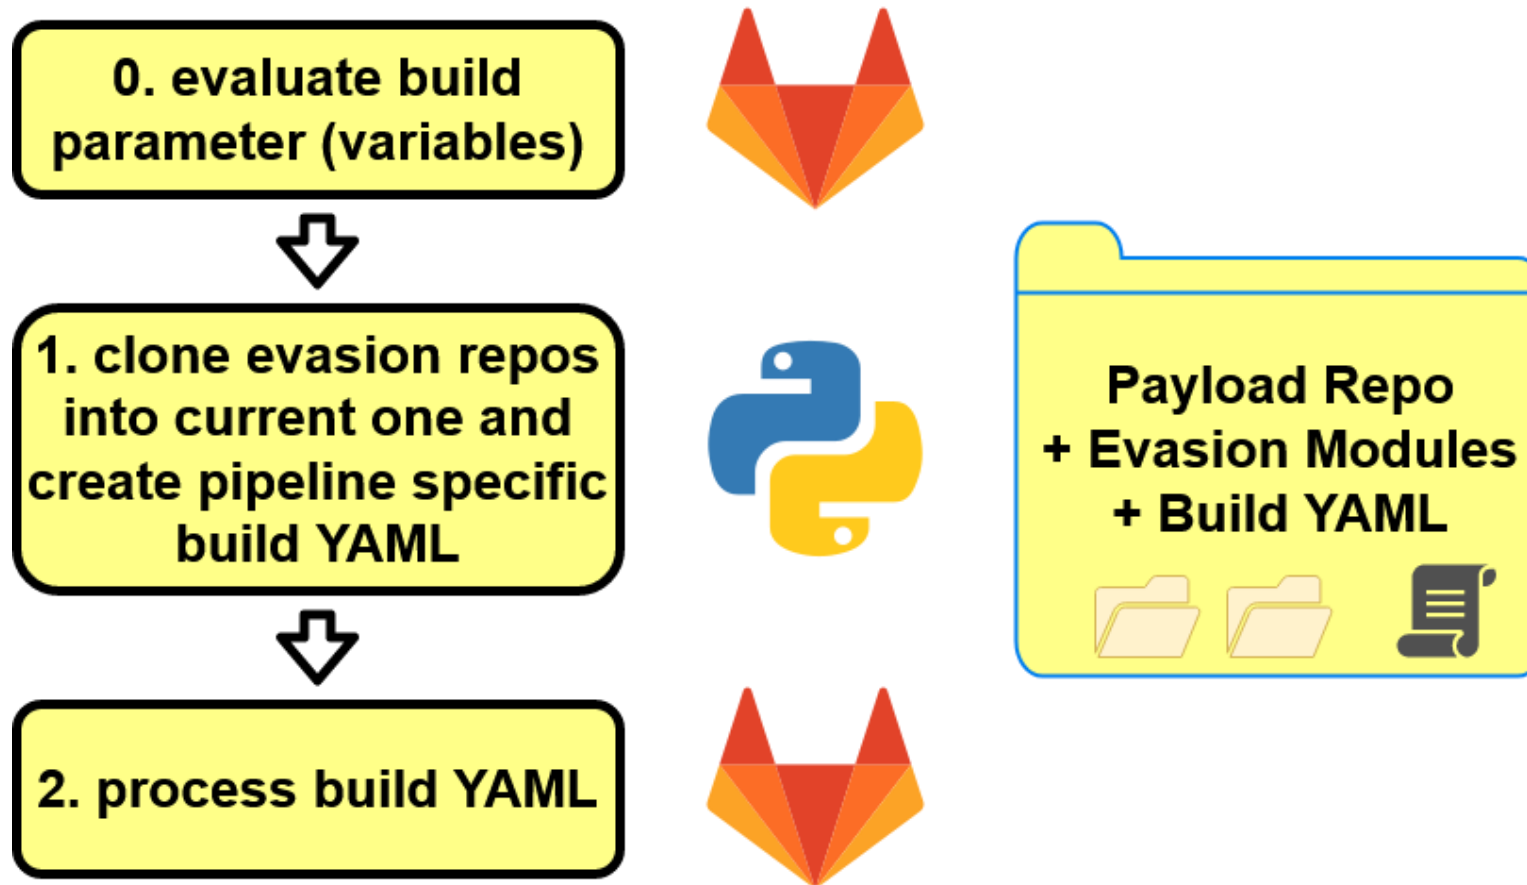 0. evaluate build
parameter (variables)
1. clone evasion repos
into current one and
create pipeline specific
build YAML
2. process build YAML
Payload Repo
+ Evasion Modules
+ Build YAML